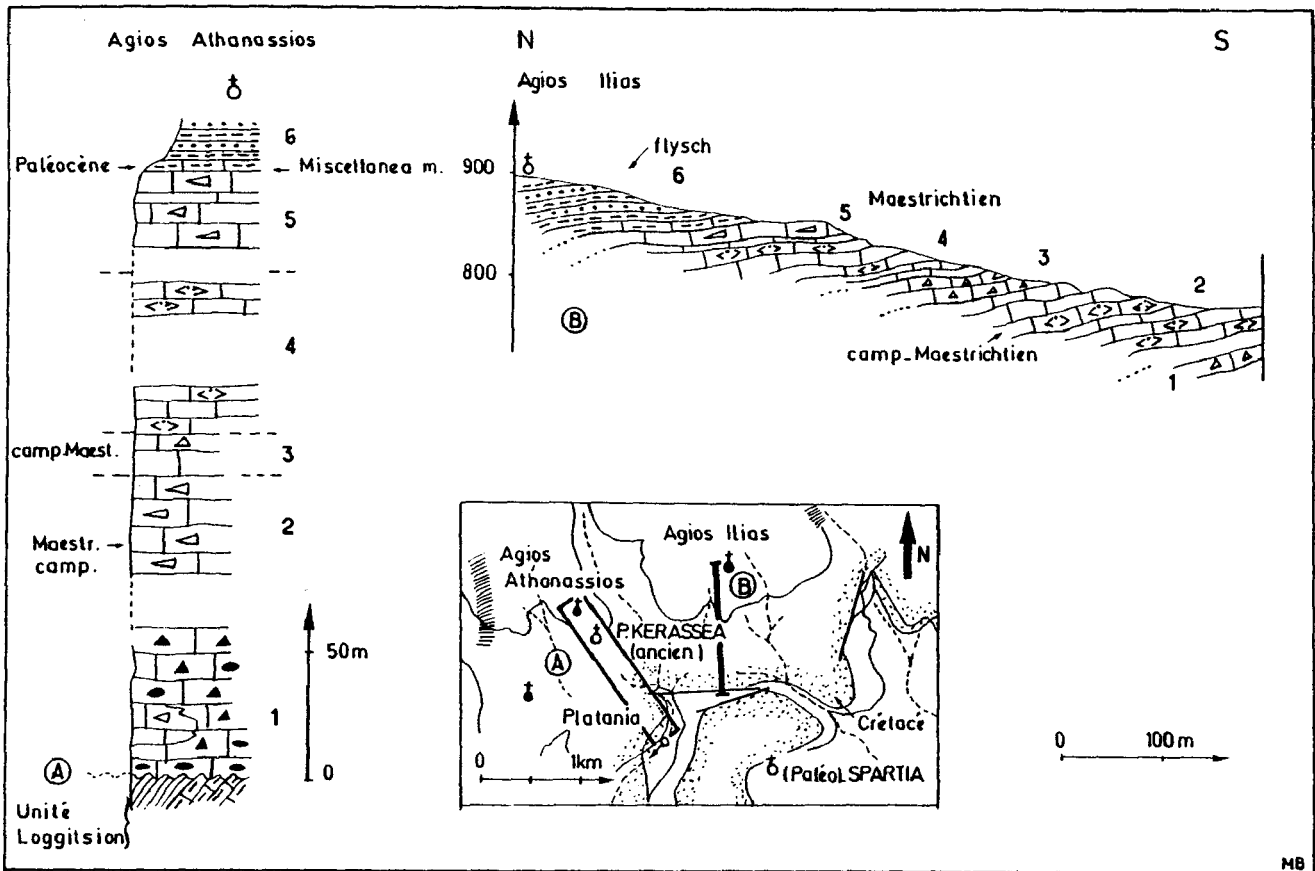 Agios Athanassios
6
Paléocène
Miscellanea m.
5
4
camp.Maest.
3
2
Maestr.
camp.
50m
1
0
A
Unité
Loggitsion
N
S
Agios Ilias
900
800
flysch
6
5
Maestrichtien
4
3
2
camp_Maestrichtien
1
B
Agios
Athanassios
Agios Ilias
B
N
P.KERASSEA
(ancien)
A
Platania
Crétacé
0
1km
(Paléo). SPARTIA
0
100 m
MB